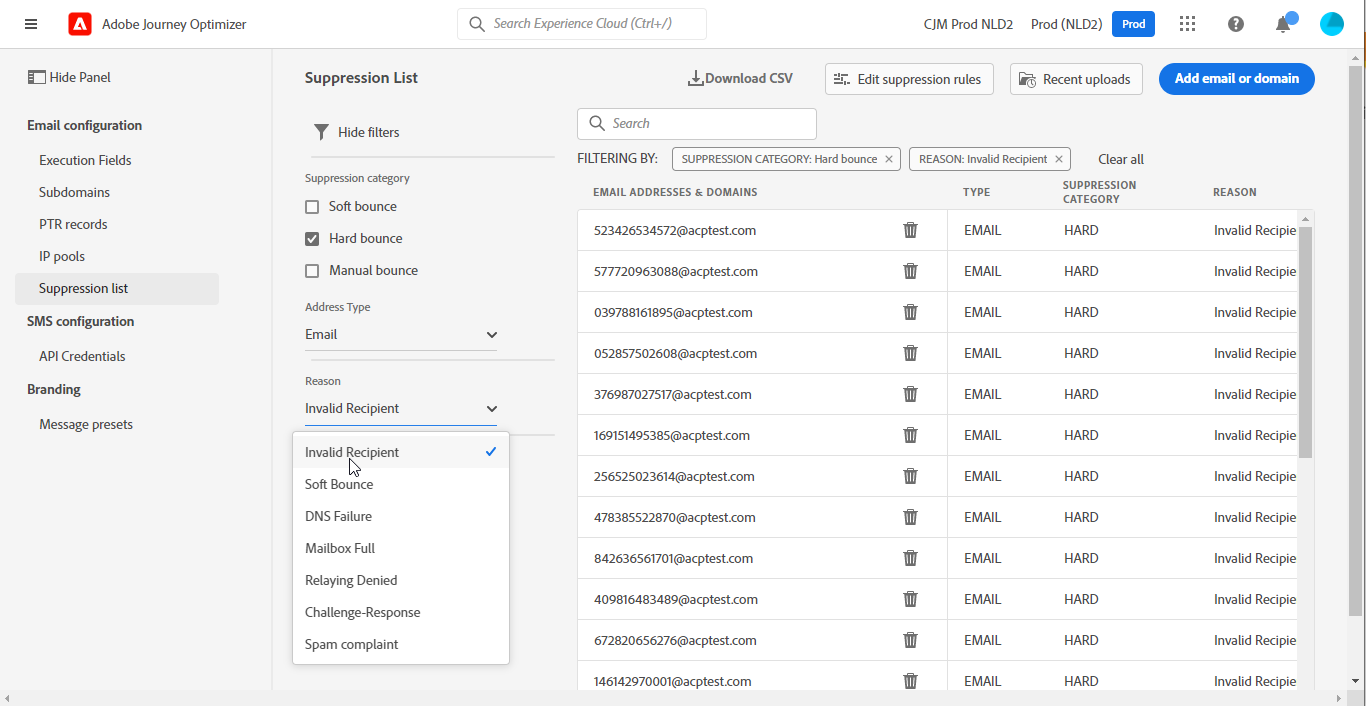 Adobe Journey Optimizer
Search Experience Cloud (Ctrl+/)
CJM Prod NLD2
Prod (NLD2)
Prod
Hide Panel
Email configuration
Execution Fields
Subdomains
PTR records
IP pools
Suppression list
SMS configuration
API Credentials
Branding
Message presets
Suppression List
Download CSV
Edit suppression rules
Recent uploads
Add email or domain
Hide filters
Suppression category
Soft bounce
Hard bounce
Manual bounce
Address Type
Email
Reason
Invalid Recipient
Invalid Recipient
Soft Bounce
DNS Failure
Mailbox Full
Relaying Denied
Challenge-Response
Spam complaint
Search
FILTERING BY: SUPPRESSION CATEGORY: Hard bounce REASON: Invalid Recipient Clear all
EMAIL ADDRESSES & DOMAINS TYPE SUPPRESSION CATEGORY REASON
523426534572@acptest.com EMAIL HARD Invalid Recipie
577720963088@acptest.com EMAIL HARD Invalid Recipie
039788161895@acptest.com EMAIL HARD Invalid Recipie
052857502608@acptest.com EMAIL HARD Invalid Recipie
376987027517@acptest.com EMAIL HARD Invalid Recipie
169151495385@acptest.com EMAIL HARD Invalid Recipie
256525023614@acptest.com EMAIL HARD Invalid Recipie
478385522870@acptest.com EMAIL HARD Invalid Recipie
842636561701@acptest.com EMAIL HARD Invalid Recipie
409816483489@acptest.com EMAIL HARD Invalid Recipie
672820656276@acptest.com EMAIL HARD Invalid Recipie
146142970001@acptest.com EMAIL HARD Invalid Recipie